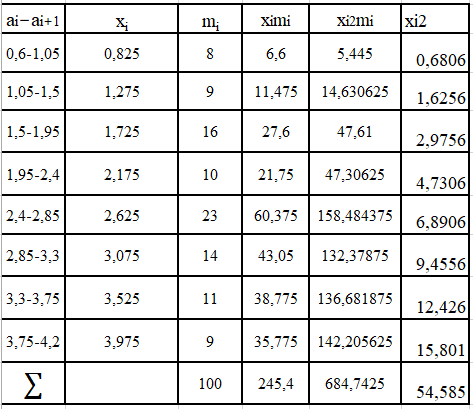 ai−ai+1 xi mi ximi xi2mi xi2
0,6-1,05 0,825 8 6,6 5,445 0,6806
1,05-1,5 1,275 9 11,475 14,630625 1,6256
1,5-1,95 1,725 16 27,6 47,61 2,9756
1,95-2,4 2,175 10 21,75 47,30625 4,7306
2,4-2,85 2,625 23 60,375 158,484375 6,8906
2,85-3,3 3,075 14 43,05 132,37875 9,4556
3,3-3,75 3,525 11 38,775 136,681875 12,426
3,75-4,2 3,975 9 35,775 142,205625 15,801
∑ 100 245,4 684,7425 54,585